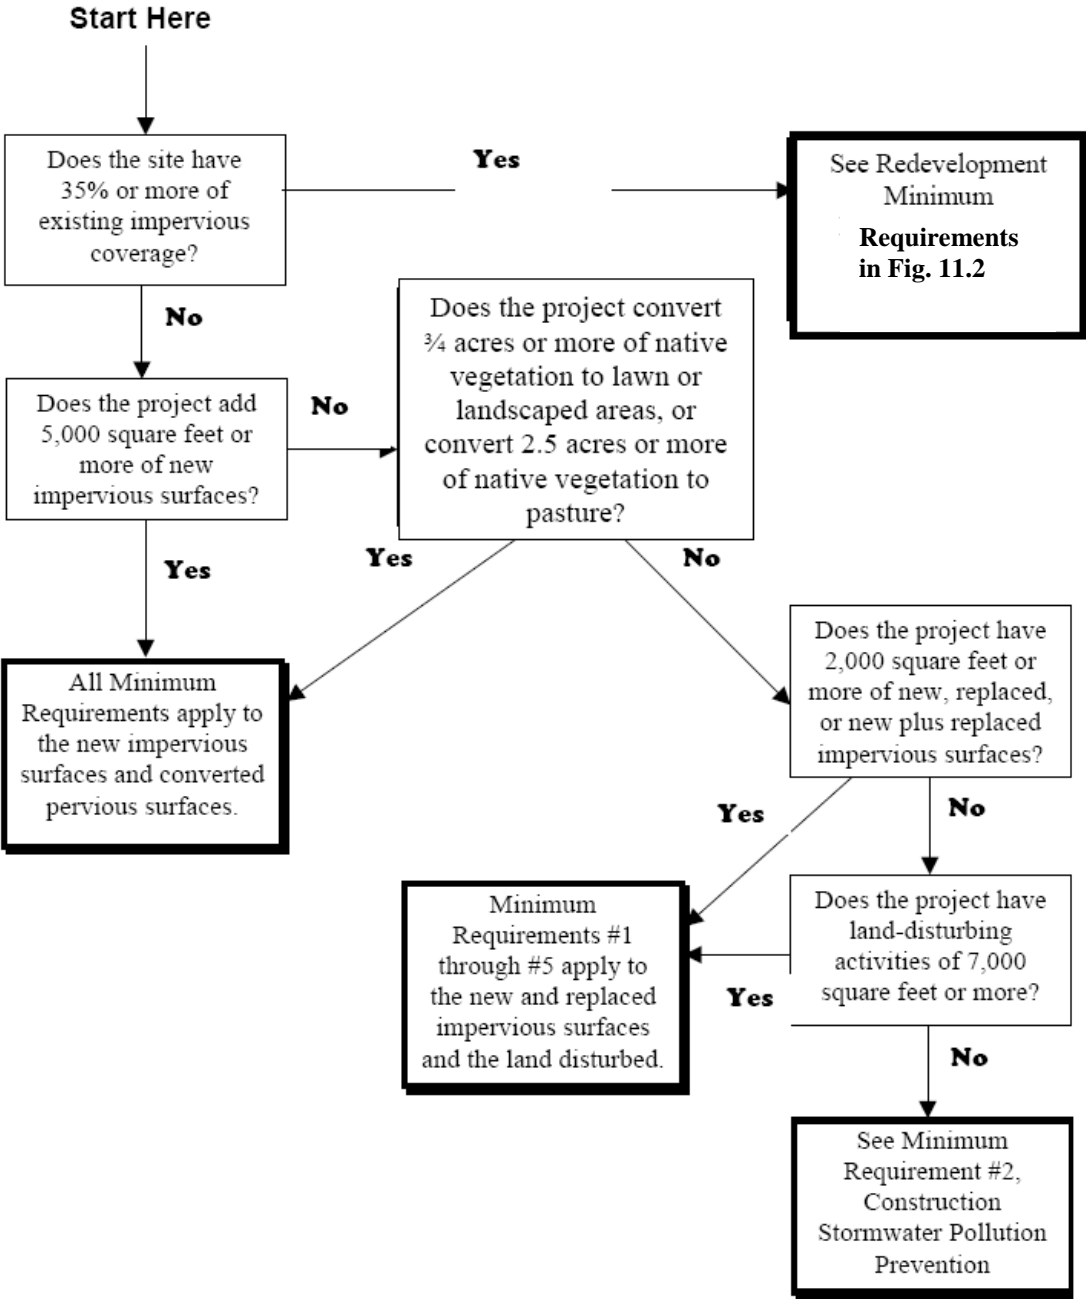 Start Here
Does the site have
35% or more of
existing impervious
coverage?
Yes
See Redevelopment
Minimum
Requirements
in Fig. 11.2
No
Does the project add
5,000 square feet or
more of new
impervious surfaces?
No
Does the project convert
¾ acres or more of native
vegetation to lawn or
landscaped areas, or
convert 2.5 acres or more
of native vegetation to
pasture?
Yes
Yes
No
All Minimum
Requirements apply to
the new impervious
surfaces and converted
pervious surfaces.
Does the project have
2,000 square feet or
more of new, replaced,
or new plus replaced
impervious surfaces?
Yes
No
Minimum
Requirements #1
through #5 apply to
the new and replaced
impervious surfaces
and the land disturbed.
Does the project have
land-disturbing
activities of 7,000
square feet or more?
Yes
No
See Minimum
Requirement #2,
Construction
Stormwater Pollution
Prevention